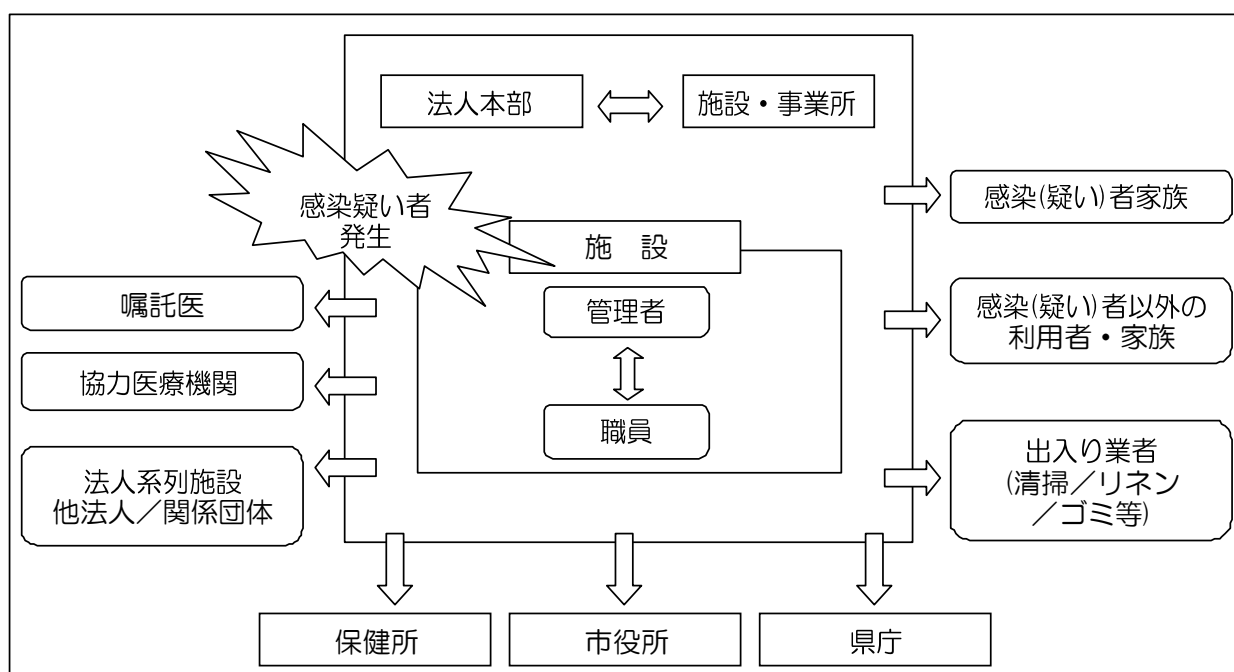 法人本部
施設・事業所
感染疑い者
発生
施　設
管理者
職員
嘱託医
協力医療機関
法人系列施設
他法人／関係団体
感染(疑い)者家族
感染(疑い)者以外の
利用者・家族
出入り業者
(清掃／リネン
／ゴミ等)
保健所
市役所
県庁